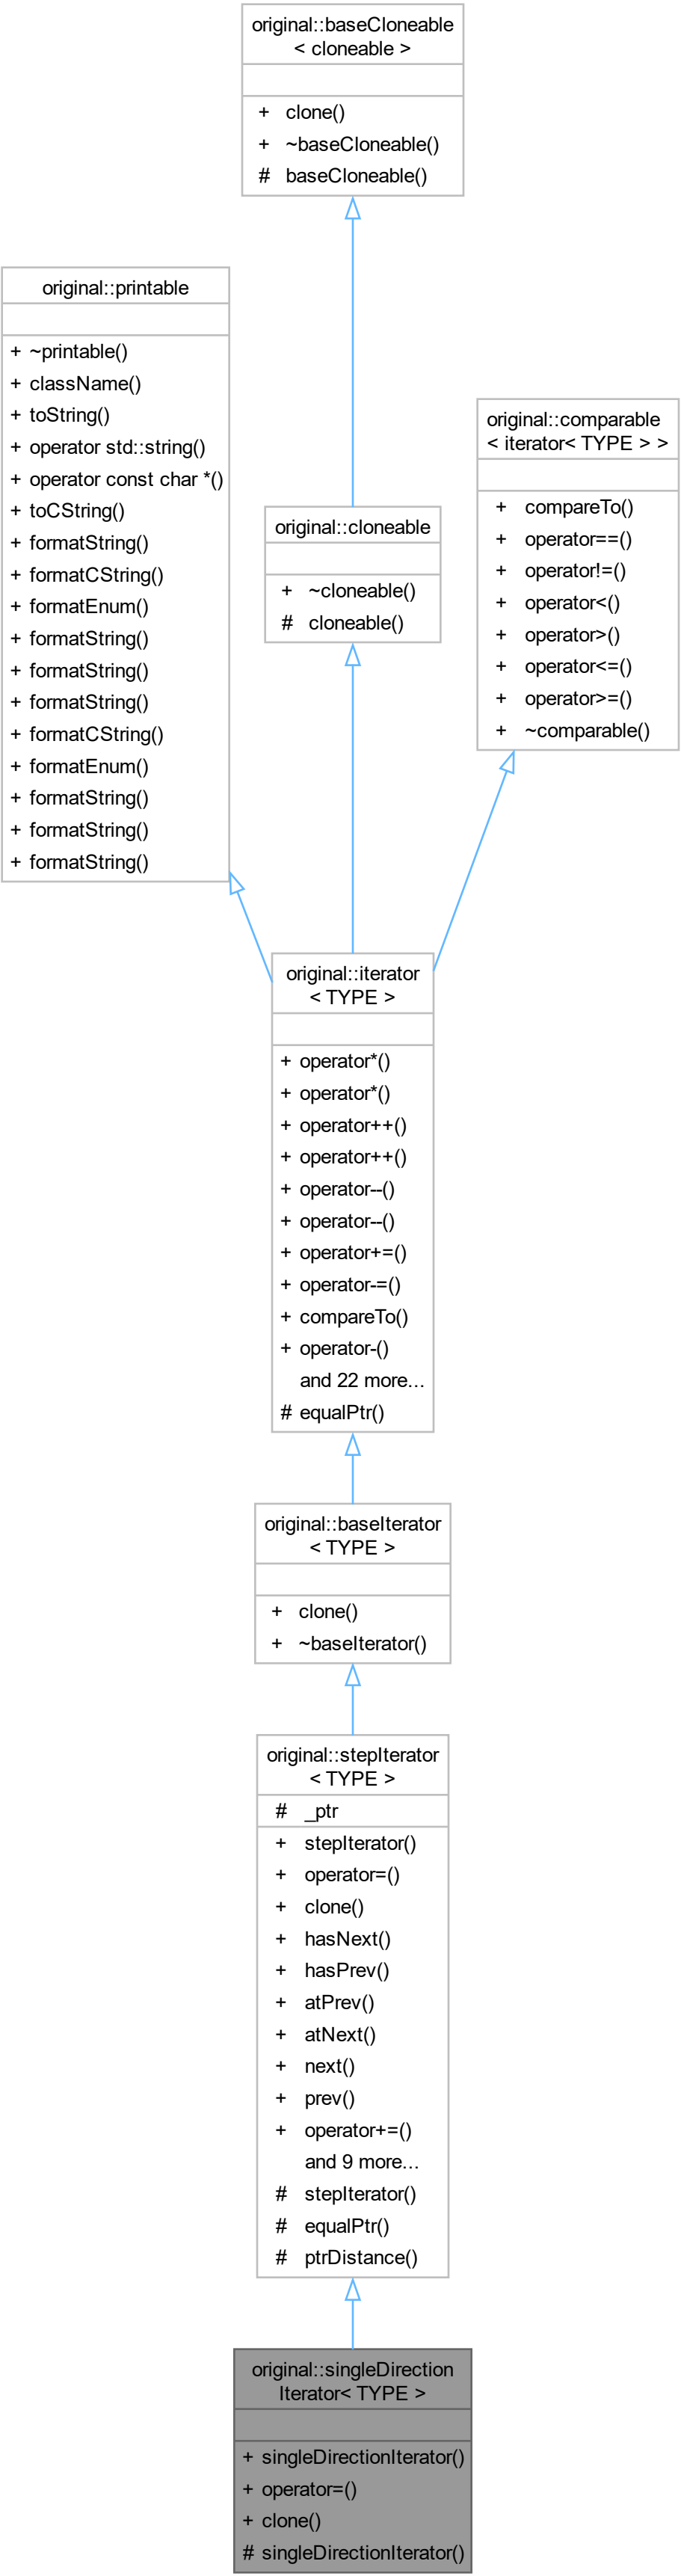 original::baseCloneable
< cloneable >
+ clone()
+ ~baseCloneable()
# baseCloneable()
original::printable
+ ~printable()
+ className()
+ toString()
+ operator std::string()
+ operator const char *()
+ toCString()
+ formatString()
+ formatCString()
+ formatEnum()
+ formatString()
+ formatString()
+ formatString()
+ formatCString()
+ formatEnum()
+ formatString()
+ formatString()
+ formatString()
original::cloneable
+ ~cloneable()
# cloneable()
original::comparable
< iterator< TYPE > >
+ compareTo()
+ operator==()
+ operator!=()
+ operator<()
+ operator>()
+ operator<=()
+ operator>=()
+ ~comparable()
original::iterator
< TYPE >
+ operator*()
+ operator*()
+ operator++()
+ operator++()
+ operator--()
+ operator--()
+ operator+=()
+ operator-=()
+ compareTo()
+ operator-()
and 22 more...
# equalPtr()
original::baseIterator
< TYPE >
+ clone()
+ ~baseIterator()
original::stepIterator
< TYPE >
# _ptr
+ stepIterator()
+ operator=()
+ clone()
+ hasNext()
+ hasPrev()
+ atPrev()
+ atNext()
+ next()
+ prev()
+ operator+=()
and 9 more...
# stepIterator()
# equalPtr()
# ptrDistance()
original::singleDirection
Iterator< TYPE >
+ singleDirectionIterator()
+ operator=()
+ clone()
# singleDirectionIterator()